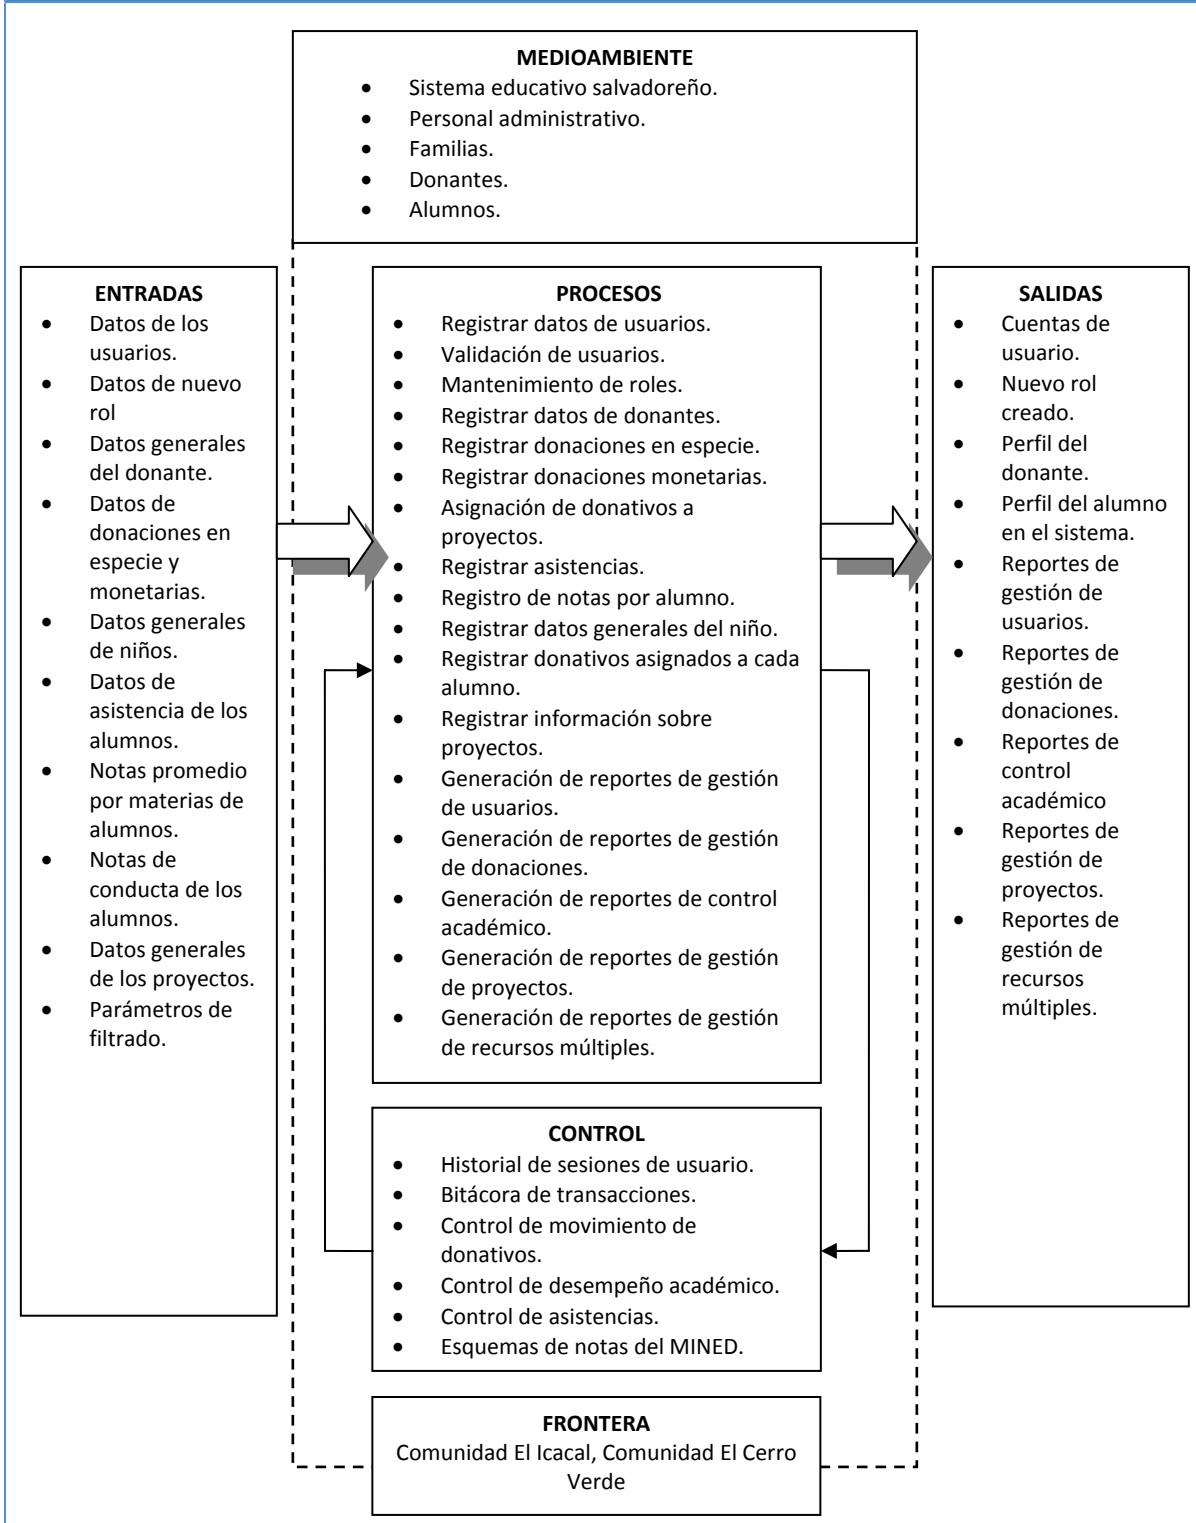 MEDIOAMBIENTE
• Sistema educativo salvadoreño.
• Personal administrativo.
• Familias.
• Donantes.
• Alumnos.
ENTRADAS
• Datos de los
usuarios.
• Datos de nuevo
rol
• Datos generales
del donante.
• Datos de
donaciones en
especie y
monetarias.
• Datos generales
de niños.
• Datos de
asistencia de los
alumnos.
• Notas promedio
por materias de
alumnos.
• Notas de
conducta de los
alumnos.
• Datos generales
de los proyectos.
• Parámetros de
filtrado.
PROCESOS
• Registrar datos de usuarios.
• Validación de usuarios.
• Mantenimiento de roles.
• Registrar datos de donantes.
• Registrar donaciones en especie.
• Registrar donaciones monetarias.
• Asignación de donativos a
proyectos.
• Registrar asistencias.
• Registro de notas por alumno.
• Registrar datos generales del niño.
• Registrar donativos asignados a cada
alumno.
• Registrar información sobre
proyectos.
• Generación de reportes de gestión
de usuarios.
• Generación de reportes de gestión
de donaciones.
• Generación de reportes de control
académico.
• Generación de reportes de gestión
de proyectos.
• Generación de reportes de gestión
de recursos múltiples.
SALIDAS
• Cuentas de
usuario.
• Nuevo rol
creado.
• Perfil del
donante.
• Perfil del alumno
en el sistema.
• Reportes de
gestión de
usuarios.
• Reportes de
gestión de
donaciones.
• Reportes de
control
académico
• Reportes de
gestión de
proyectos.
• Reportes de
gestión de
recursos
múltiples.
CONTROL
• Historial de sesiones de usuario.
• Bitácora de transacciones.
• Control de movimiento de
donativos.
• Control de desempeño académico.
• Control de asistencias.
• Esquemas de notas del MINED.
FRONTERA
Comunidad El Icacal, Comunidad El Cerro
Verde